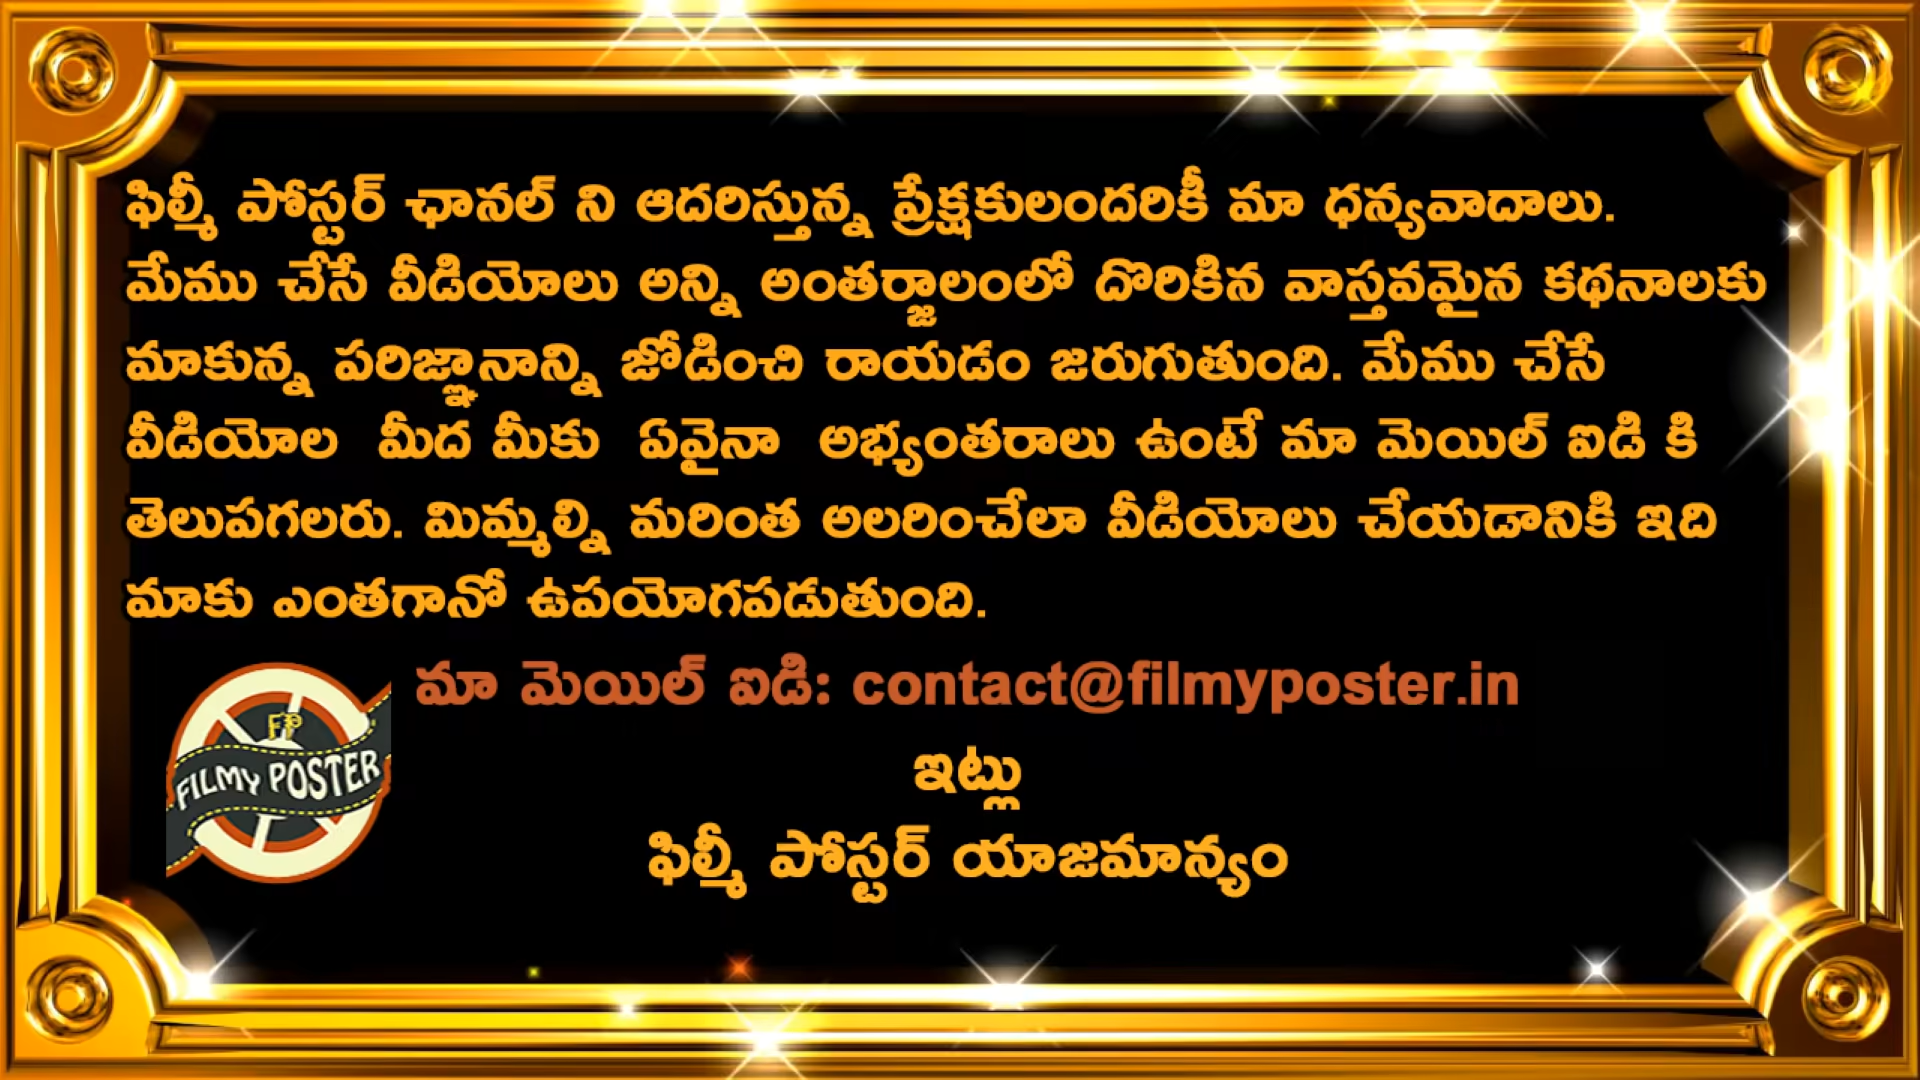 ఫిల్మీ పోస్టర్ ఛానల్ ని ఆదరిస్తున్న ప్రేక్షకులందరికీ మా ధన్యవాదాలు.
మేము చేసే వీడియోలు అన్ని అంతర్జాలంలో దొరికిన వాస్తవమైన కథనాలకు
మాకున్న పరిజ్ఞానాన్ని జోడించి రాయడం జరుగుతుంది. మేము చేసే
వీడియోల మీద మీకు ఏవైనా అభ్యంతరాలు ఉంటే మా మెయిల్ ఐడి కి
తెలుపగలరు. మిమ్మల్ని మరింత అలరించేలా వీడియోలు చేయడానికి ఇది
మాకు ఎంతగానో ఉపయోగపడుతుంది.
మా మెయిల్ ఐడి: contact@filmyposter.in
FP
FILMY POSTER
ఇట్లు
ఫిల్మీ పోస్టర్ యాజమాన్యం